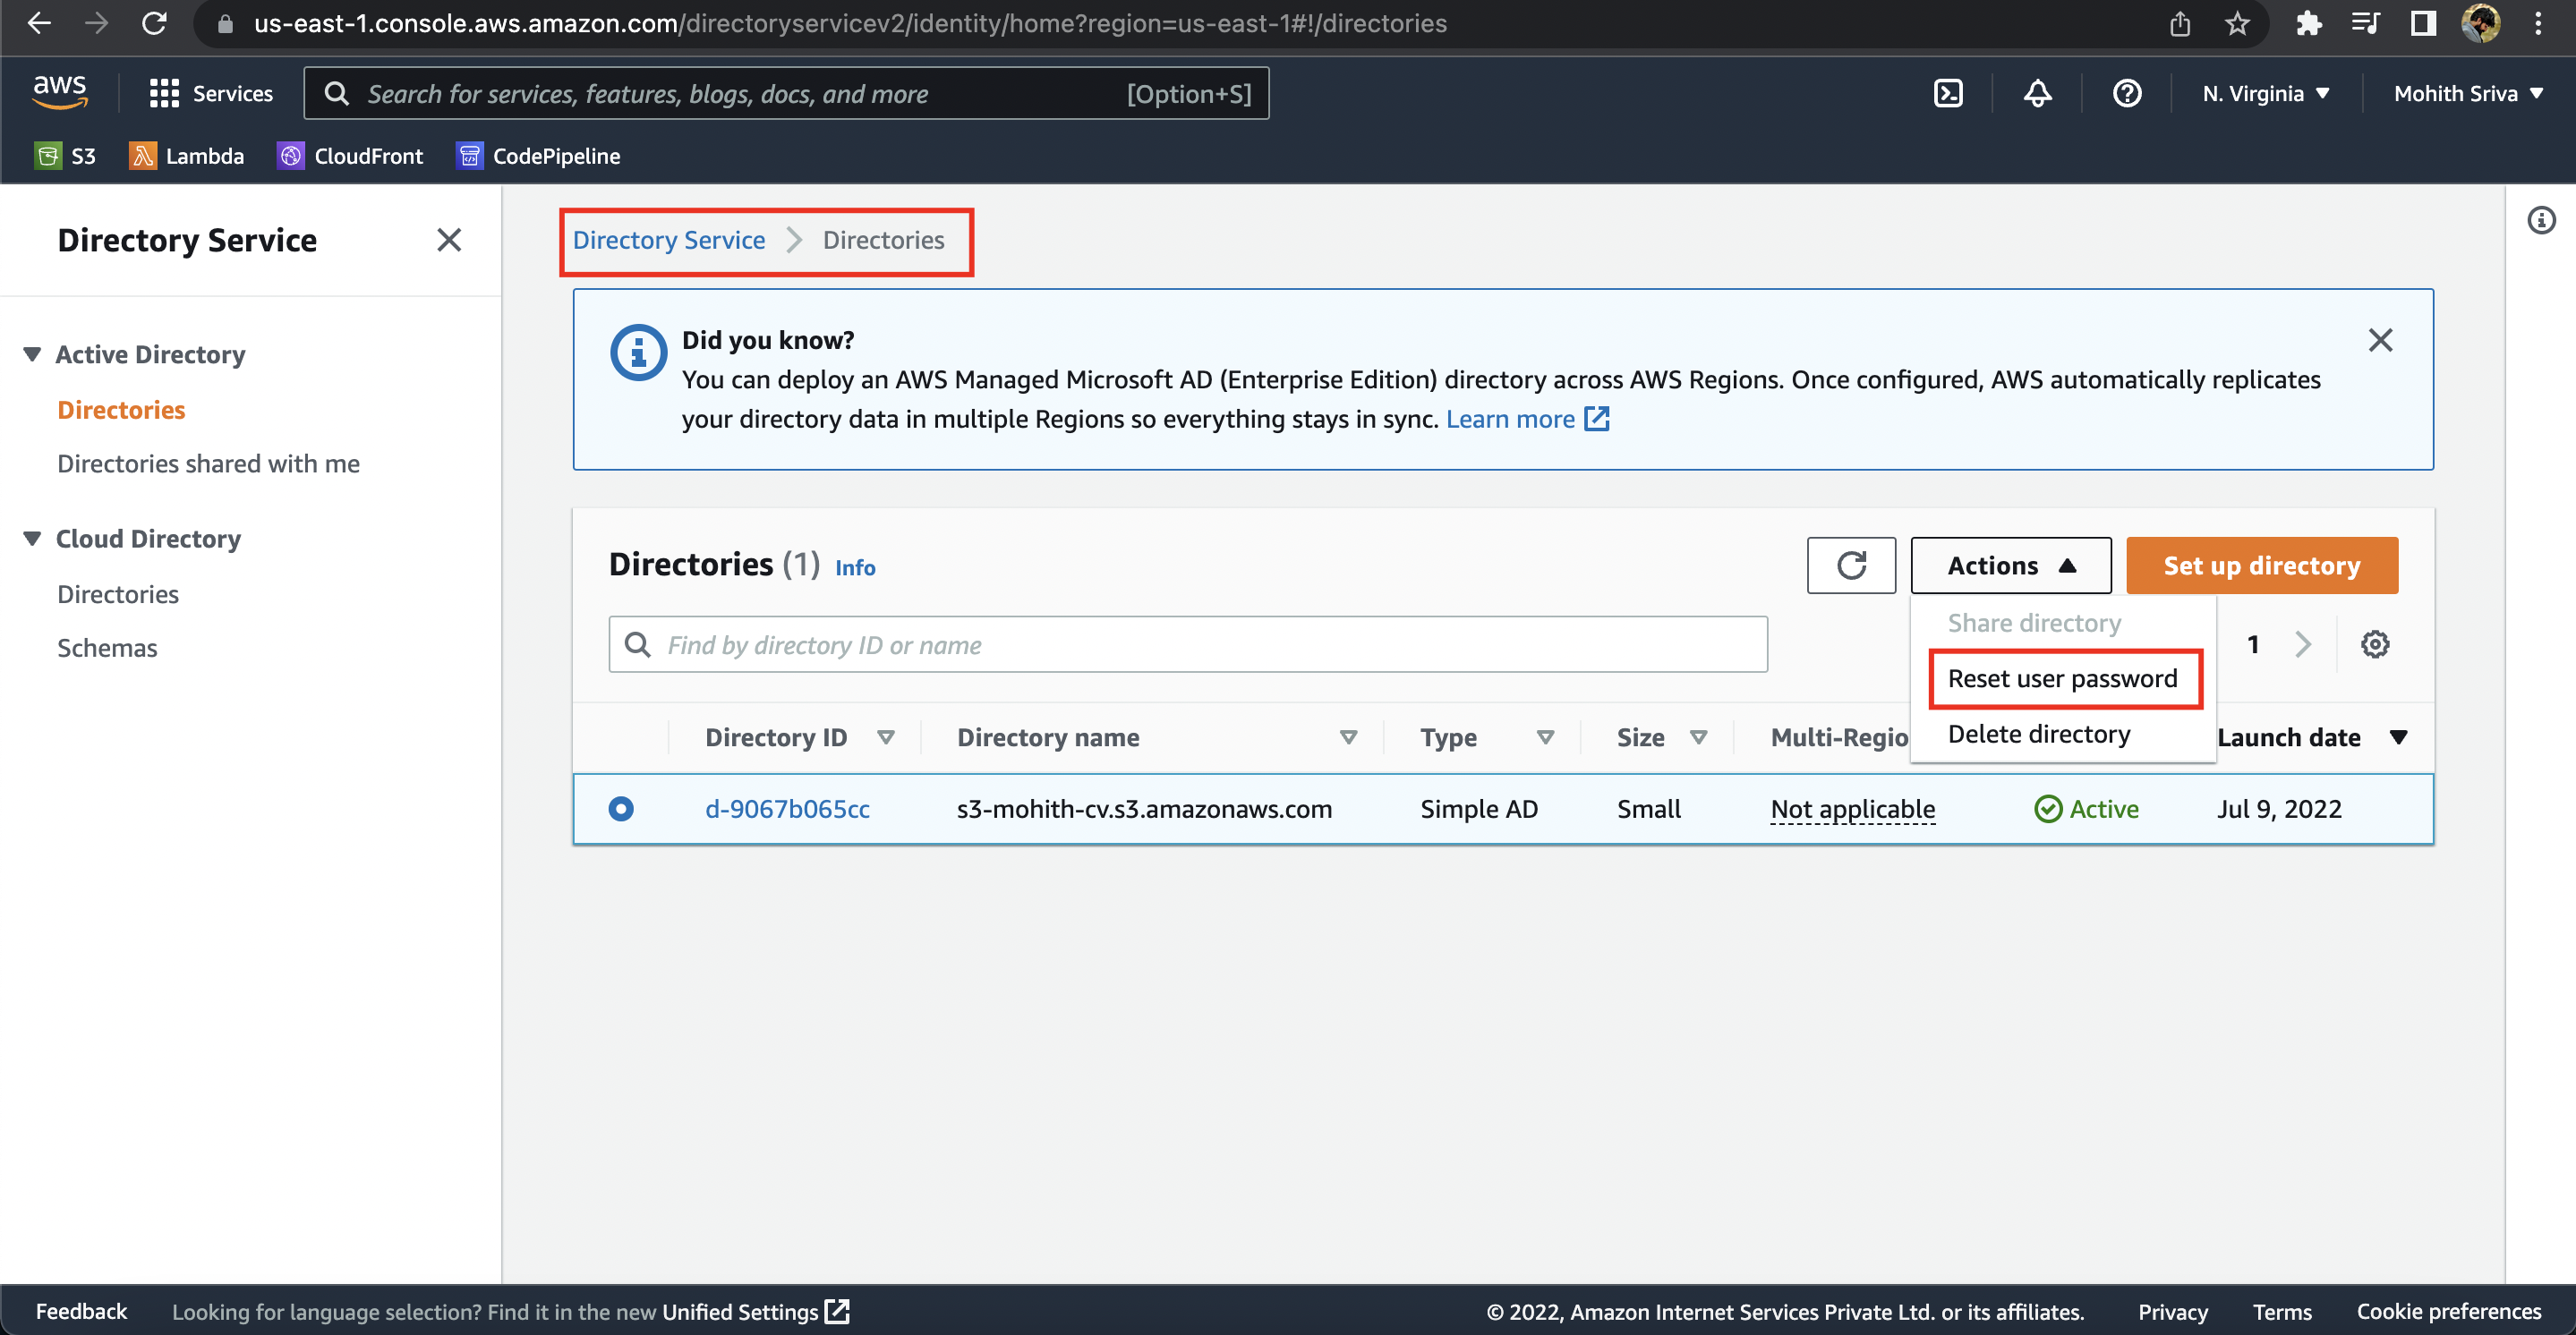 us-east-1.console.aws.amazon.com/directoryservicev2/identity/home?region=us-east-1#!/directories
aws Services Search for services, features, blogs, docs, and more [Option+S] N. Virginia Mohith Sriva
S3 Lambda CloudFront CodePipeline
Directory Service
Active Directory
Directories
Directories shared with me
Cloud Directory
Directories
Schemas
Directory Service Directories
Did you know?
You can deploy an AWS Managed Microsoft AD (Enterprise Edition) directory across AWS Regions. Once configured, AWS automatically replicates
your directory data in multiple Regions so everything stays in sync. Learn more
Directories (1) Info Actions Set up directory
Share directory
Reset user password
Delete directory
Find by directory ID or name 1
Directory ID Directory name Type Size Multi-Regio Launch date
d-9067b065cc s3-mohith-cv.s3.amazonaws.com Simple AD Small Not applicable Active Jul 9, 2022
Feedback Looking for language selection? Find it in the new Unified Settings © 2022, Amazon Internet Services Private Ltd. or its affiliates. Privacy Terms Cookie preferences